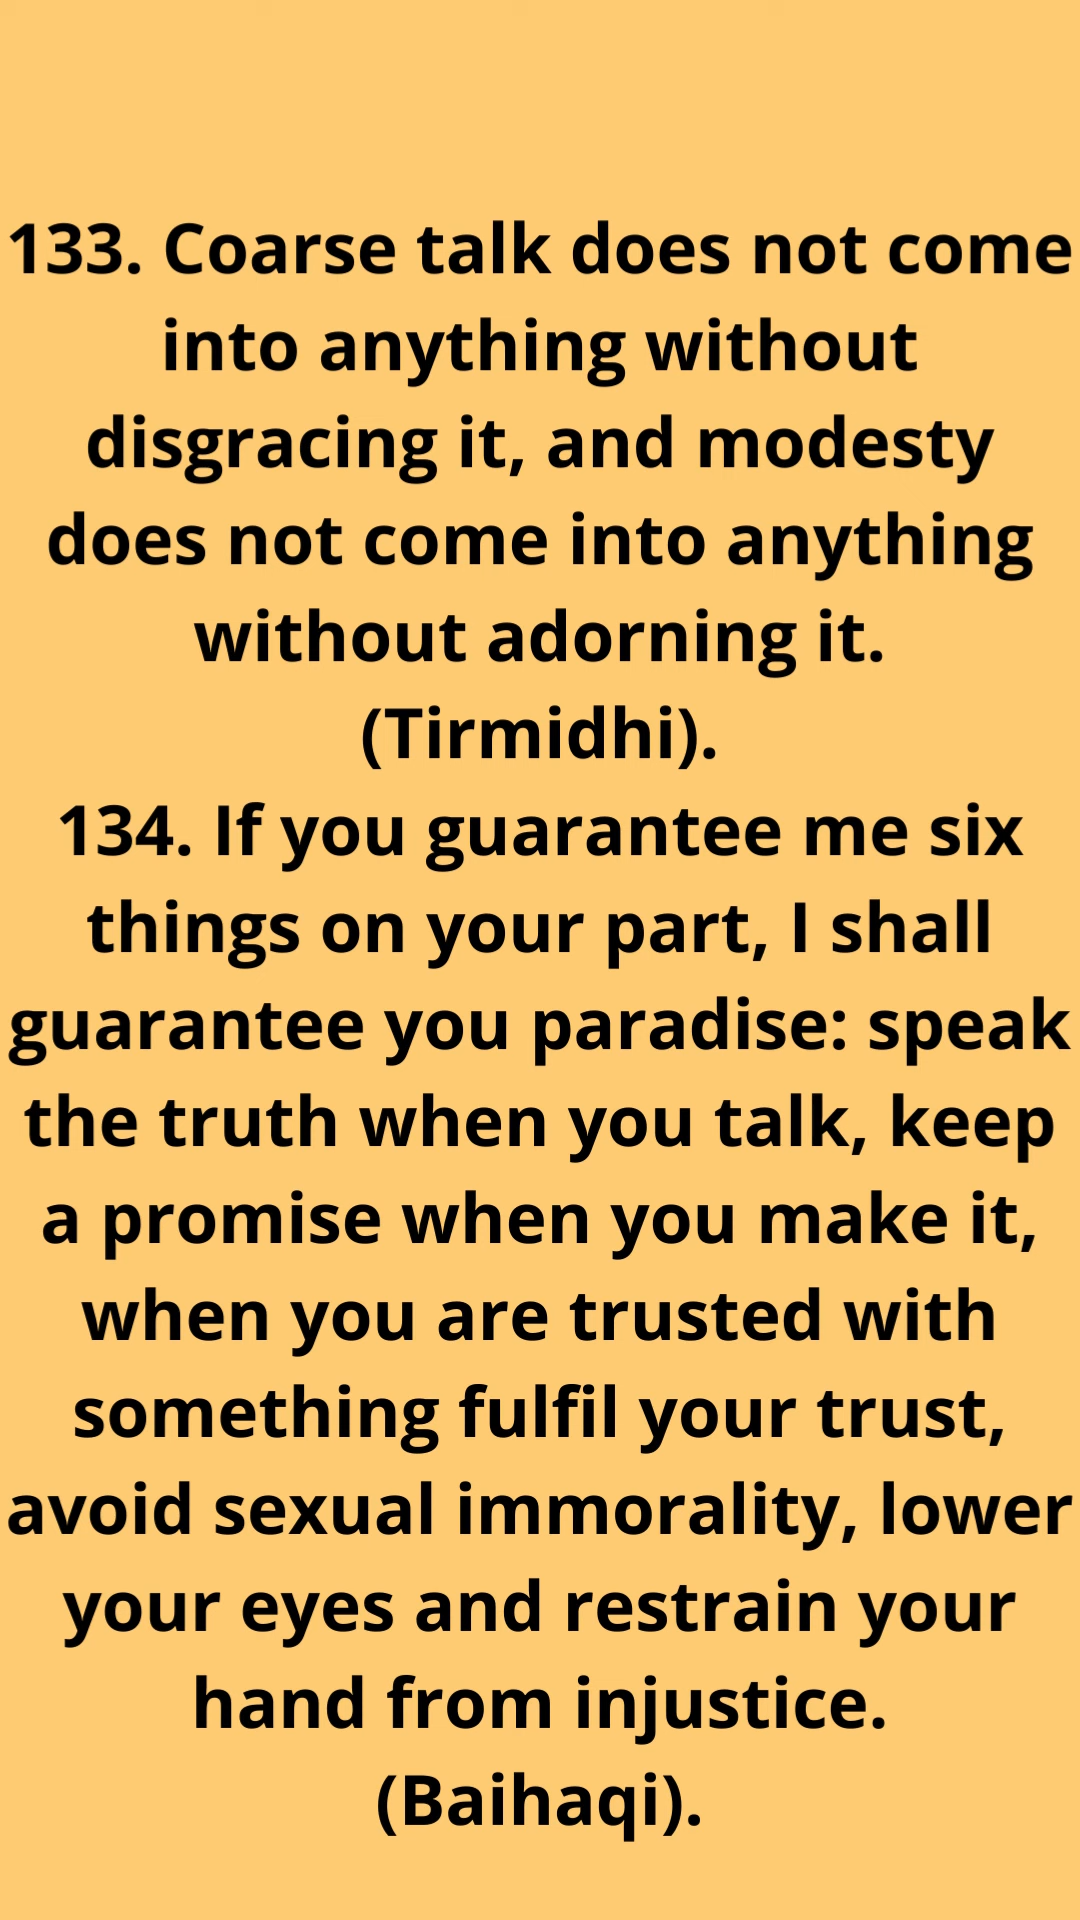 133. Coarse talk does not come
into anything without
disgracing it, and modesty
does not come into anything
without adorning it.
(Tirmidhi).
134. If you guarantee me six
things on your part, I shall
guarantee you paradise: speak
the truth when you talk, keep
a promise when you make it,
when you are trusted with
something fulfil your trust,
avoid sexual immorality, lower
your eyes and restrain your
hand from injustice.
(Baihaqi).